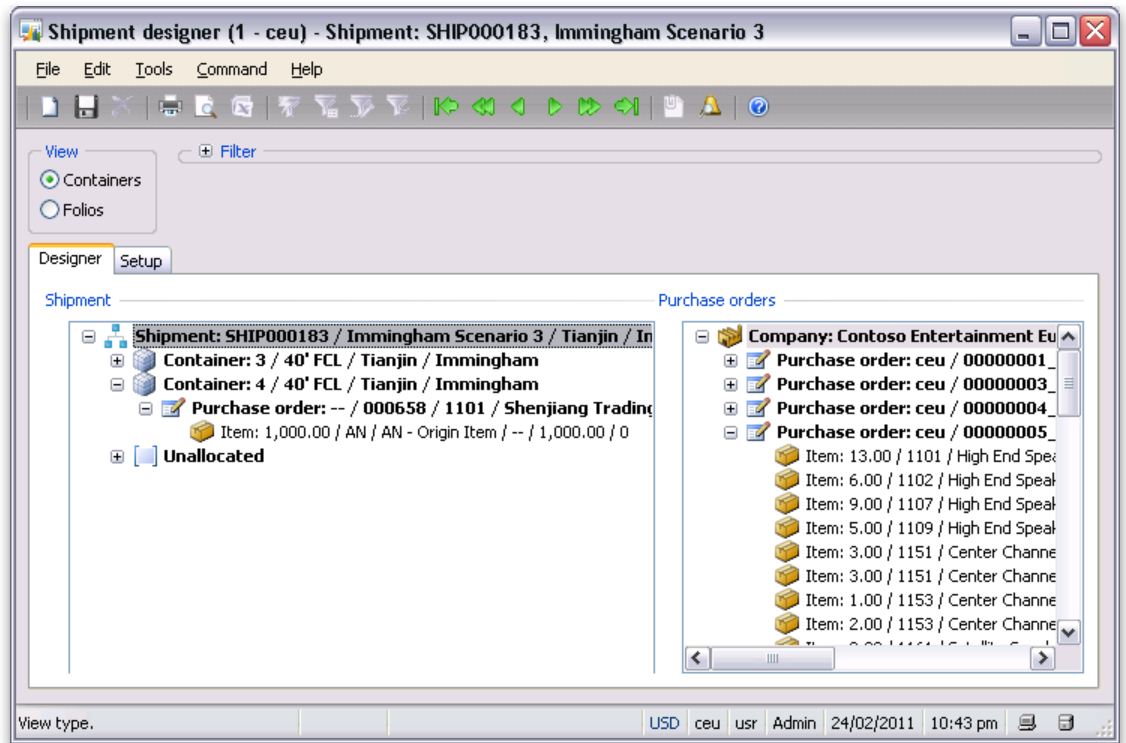 Shipment designer (1 - ceu) - Shipment: SHIP000183, Immingham Scenario 3
File Edit Tools Command Help
View
Filter
Containers
Folios
Designer Setup
Shipment
Purchase orders
Shipment: SHIP000183 / Immingham Scenario 3 / Tianjin / In
Container: 3 / 40' FCL / Tianjin / Immingham
Container: 4 / 40' FCL / Tianjin / Immingham
Purchase order: -- / 000658 / 1101 / Shenjiang Trading
Item: 1,000.00 / AN / AN - Origin Item / -- / 1,000.00 / 0
Unallocated
Company: Contoso Entertainment Eu
Purchase order: ceu / 00000001_
Purchase order: ceu / 00000003_
Purchase order: ceu / 00000004_
Purchase order: ceu / 00000005_
Item: 13.00 / 1101 / High End Spea
Item: 6.00 / 1102 / High End Speak
Item: 9.00 / 1107 / High End Speak
Item: 5.00 / 1109 / High End Speak
Item: 3.00 / 1151 / Center Channe
Item: 3.00 / 1151 / Center Channe
Item: 1.00 / 1153 / Center Channe
Item: 2.00 / 1153 / Center Channe
View type.
USD ceu usr Admin 24/02/2011 10:43 pm